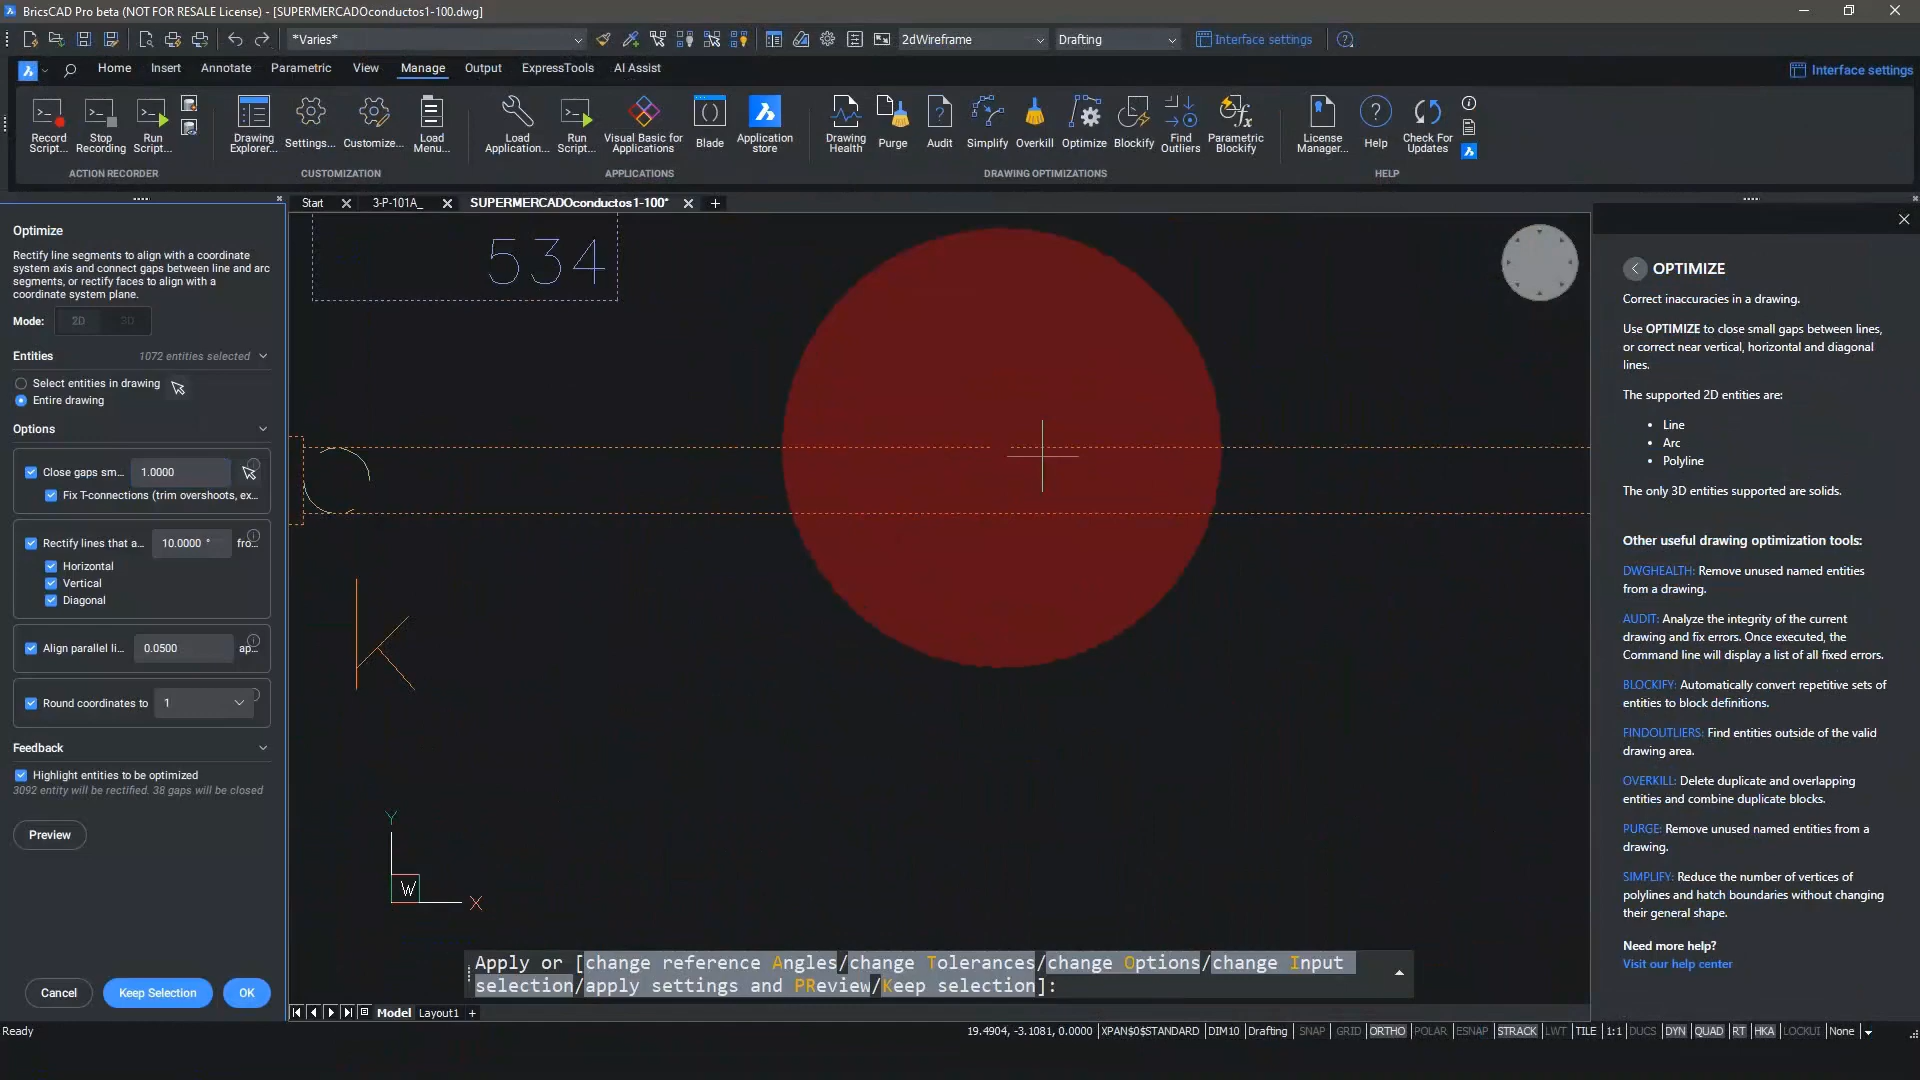 BricsCAD Pro beta (NOT FOR RESALE License) - [SUPERMERCADOconductos1-100.dwg]
*Varies*
2dWireframe
Drafting
Interface settings
Home
Insert
Annotate
Parametric
View
Manage
Output
ExpressTools
AI Assist
Interface settings
Record Script...
Stop Recording
Run Script...
ACTION RECORDER
Drawing Explorer...
Settings...
Customize...
Load Menu...
CUSTOMIZATION
Load Application...
Run Script...
Visual Basic for Applications
Blade
Application store
APPLICATIONS
Drawing Health
Purge
Audit
Simplify
Overkill
Optimize
Blockify
Find Outliers
Parametric Blockify
DRAWING OPTIMIZATIONS
License Manager...
Help
Check For Updates
HELP
Start
3-P-101A_
SUPERMERCADOconductos1-100*
Optimize
Rectify line segments to align with a coordinate
system axis and connect gaps between line and arc
segments, or rectify faces to align with a
coordinate system plane.
Mode:
2D
3D
Entities
1072 entities selected
Select entities in drawing
Entire drawing
Options
Close gaps sm...
1.0000
Fix T-connections (trim overshoots, ex...
Rectify lines that a...
10.0000 °
fro...
Horizontal
Vertical
Diagonal
Align parallel li...
0.0500
ap...
Round coordinates to
1
Feedback
Highlight entities to be optimized
3092 entity will be rectified. 38 gaps will be closed
Preview
Cancel
Keep Selection
OK
534
K
Y
W
X
Apply or [change reference Angles/change Tolerances/change Options/change Input
selection/apply settings and PReview/Keep selection]:
Model
Layout1
OPTIMIZE
Correct inaccuracies in a drawing.
Use OPTIMIZE to close small gaps between lines,
or correct near vertical, horizontal and diagonal
lines.
The supported 2D entities are:
• Line
• Arc
• Polyline
The only 3D entities supported are solids.
Other useful drawing optimization tools:
DWGHEALTH: Remove unused named entities
from a drawing.
AUDIT: Analyze the integrity of the current
drawing and fix errors. Once executed, the
Command line will display a list of all fixed errors.
BLOCKIFY: Automatically convert repetitive sets of
entities to block definitions.
FINDOUTLIERS: Find entities outside of the valid
drawing area.
OVERKILL: Delete duplicate and overlapping
entities and combine duplicate blocks.
PURGE: Remove unused named entities from a
drawing.
SIMPLIFY: Reduce the number of vertices of
polylines and hatch boundaries without changing
their general shape.
Need more help?
Visit our help center
Ready
19.4904, -3.1081, 0.0000
XPAN$0$STANDARD
DIM10
Drafting
SNAP
GRID
ORTHO
POLAR
ESNAP
STRACK
LWT
TILE
1:1
DUCS
DYN
QUAD
RT
HKA
LOCKUI
None